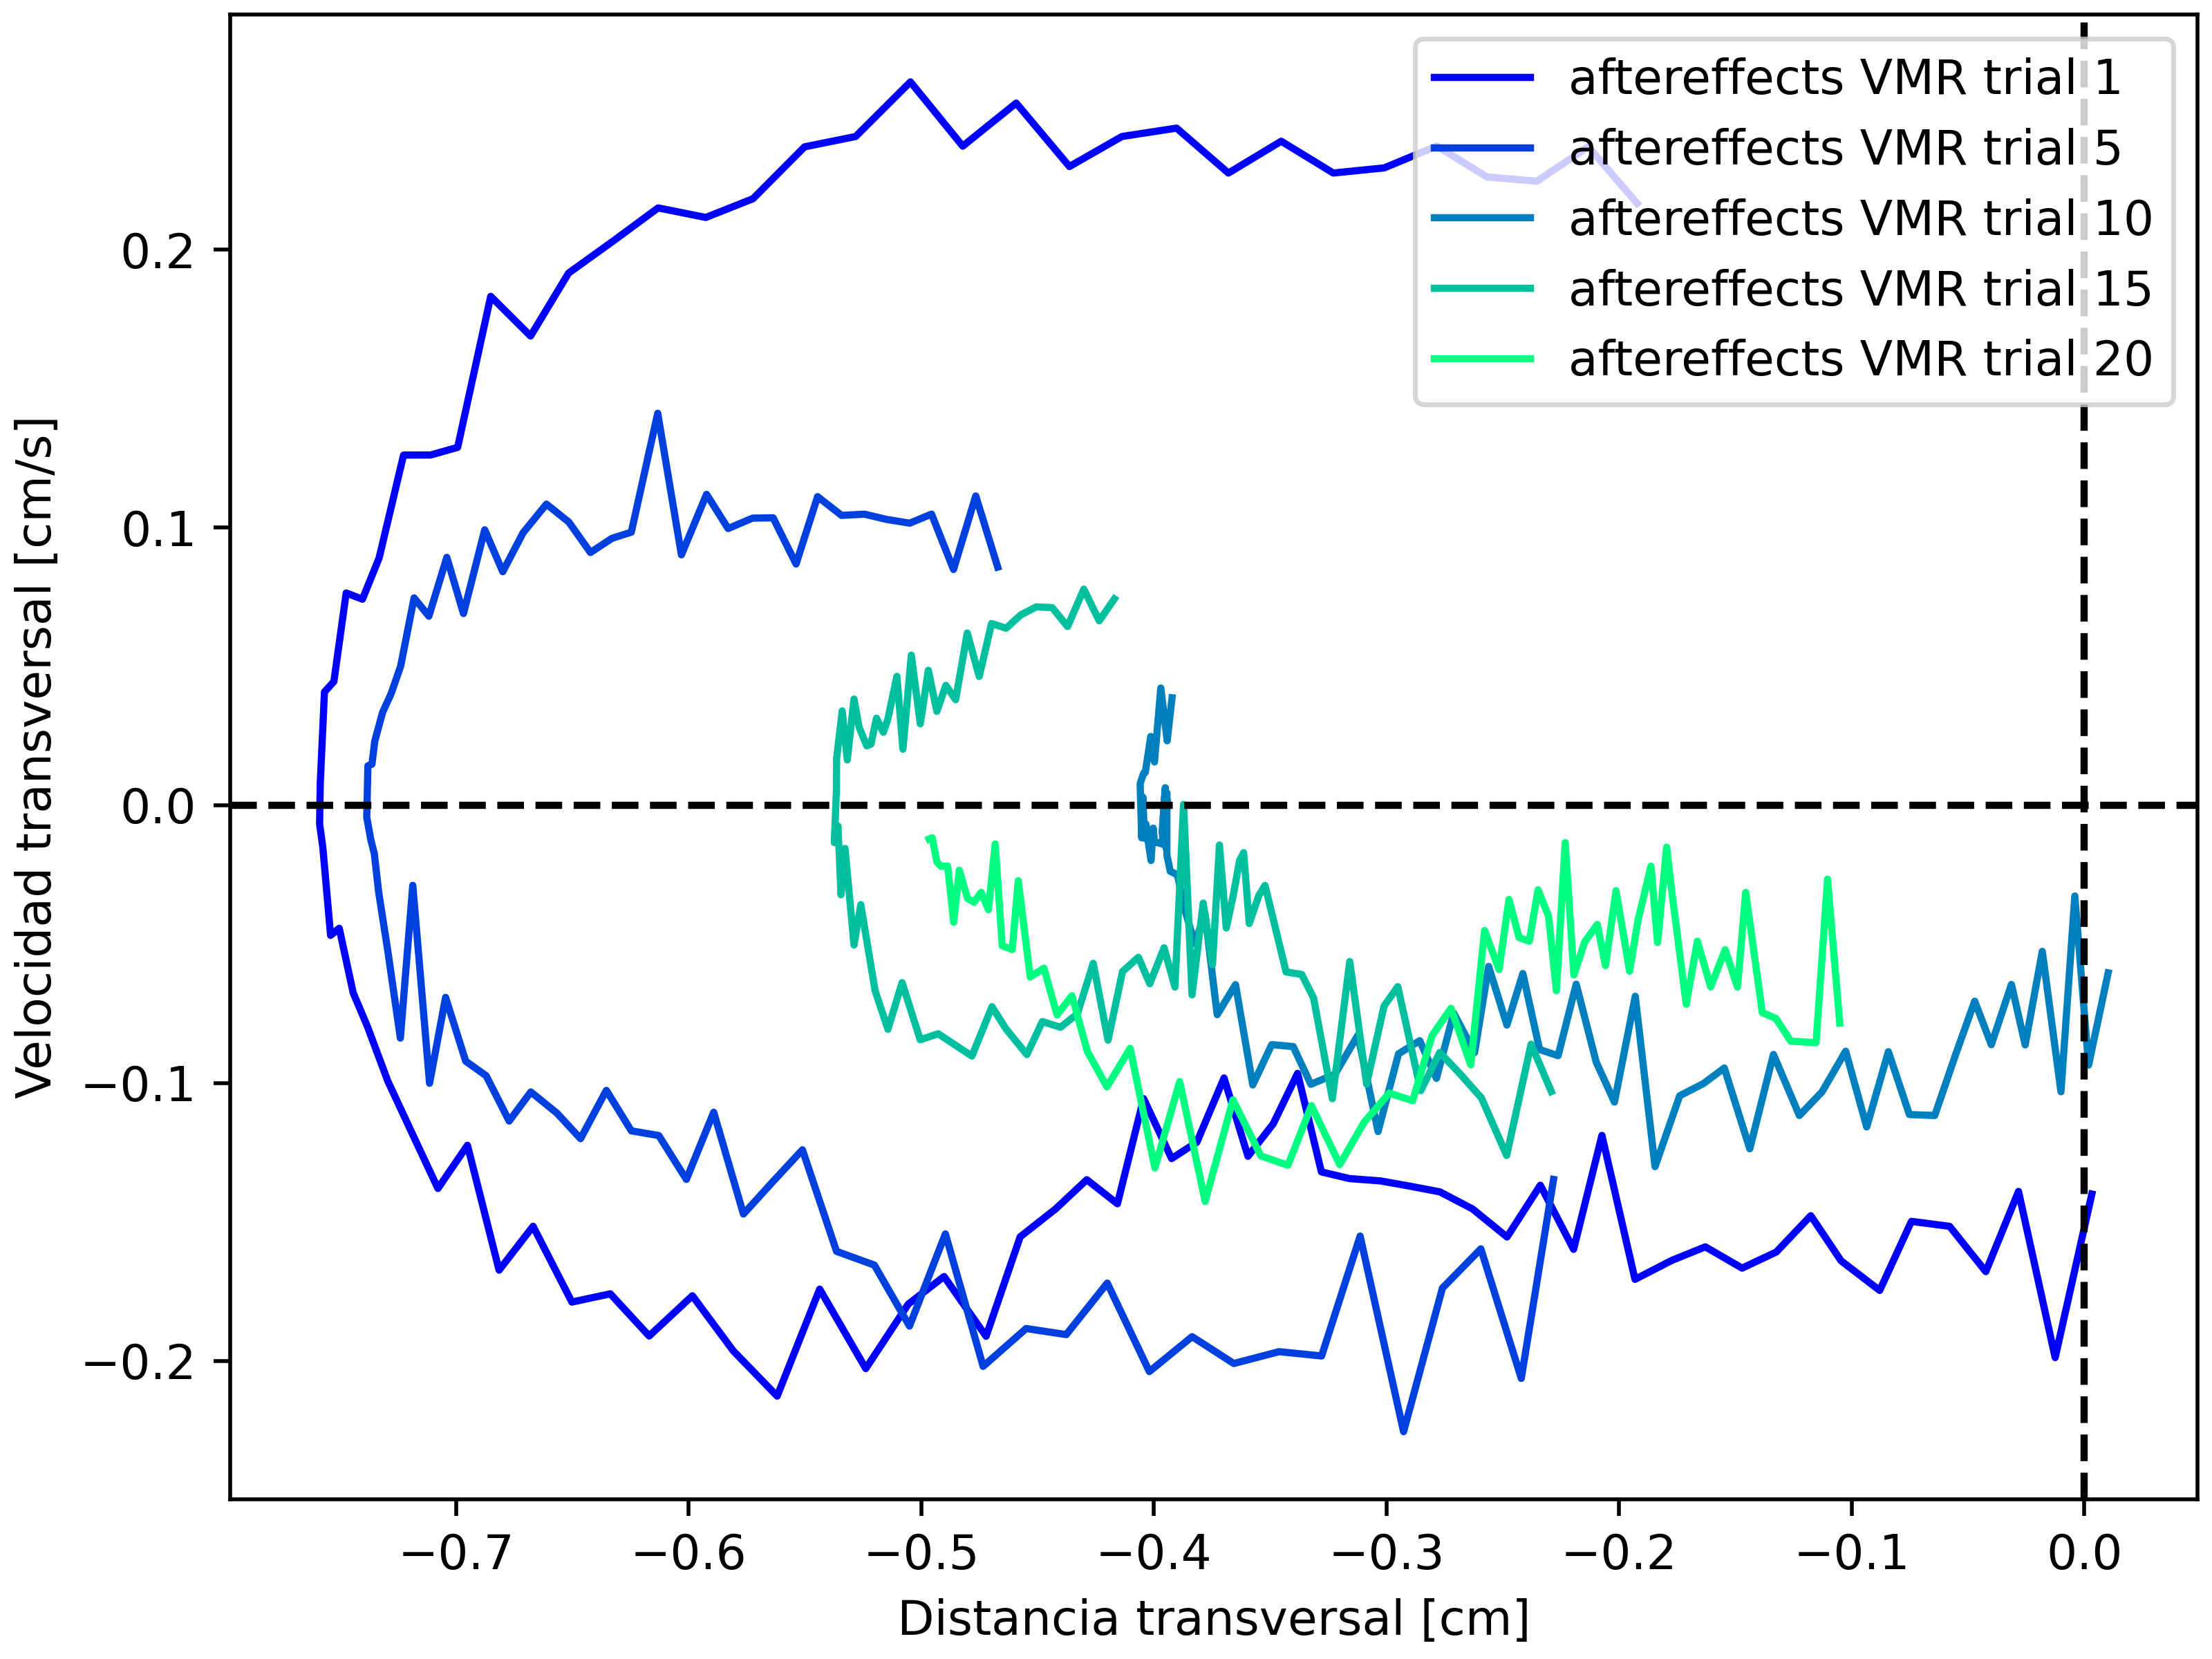 aftereffects VMR trial 1
aftereffects VMR trial 5
aftereffects VMR trial 10
aftereffects VMR trial 15
aftereffects VMR trial 20
Velocidad transversal [cm/s]
0.2
0.1
0.0
−0.1
−0.2
−0.7 −0.6 −0.5 −0.4 −0.3 −0.2 −0.1 0.0
Distancia transversal [cm]